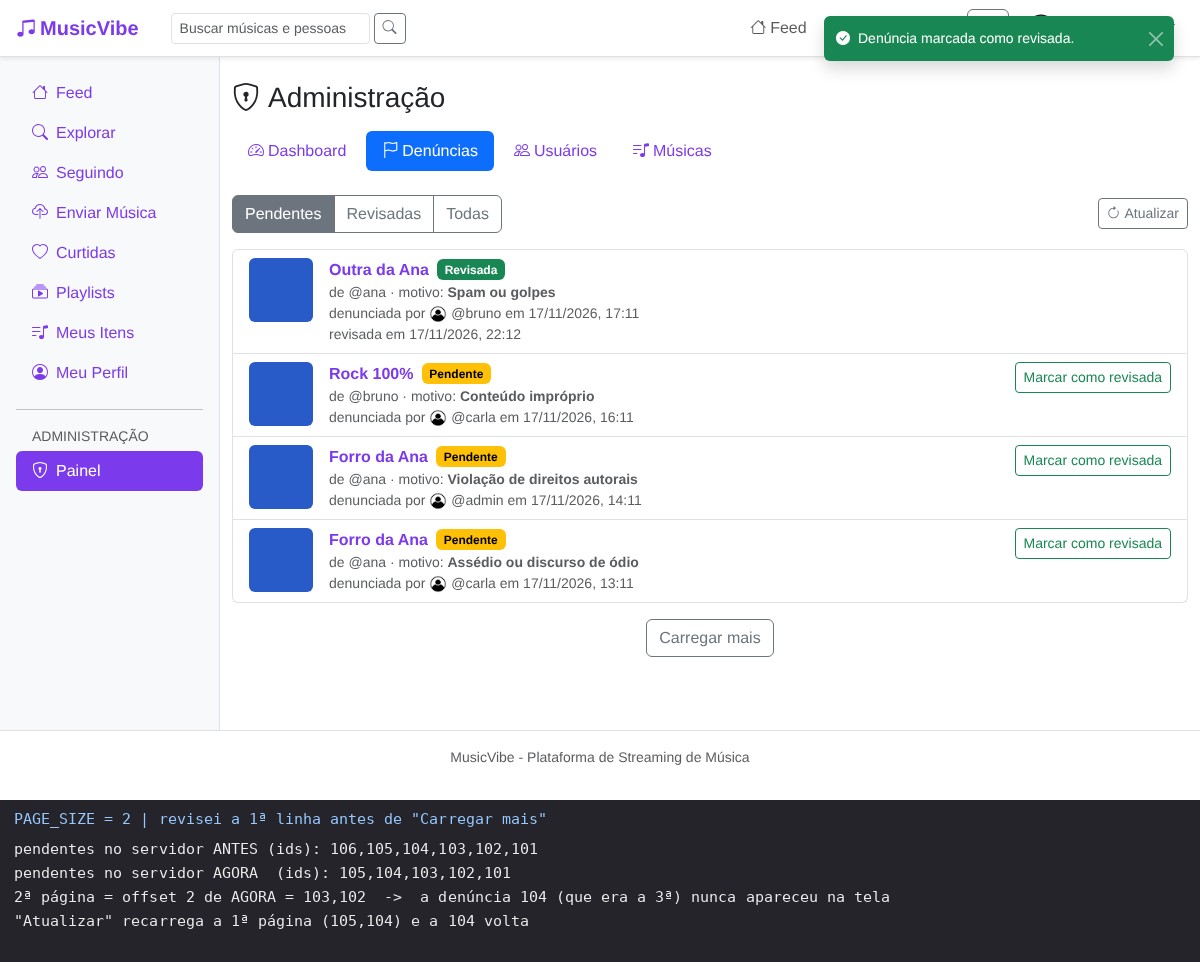 MusicVibe
Buscar músicas e pessoas
Feed
Denúncia marcada como revisada.
Feed
Explorar
Seguindo
Enviar Música
Curtidas
Playlists
Meus Itens
Meu Perfil
ADMINISTRAÇÃO
Painel
Administração
Dashboard
Denúncias
Usuários
Músicas
Pendentes
Revisadas
Todas
Atualizar
Outra da Ana Revisada
de @ana · motivo: Spam ou golpes
denunciada por @bruno em 17/11/2026, 17:11
revisada em 17/11/2026, 22:12
Rock 100% Pendente
Marcar como revisada
de @bruno · motivo: Conteúdo impróprio
denunciada por @carla em 17/11/2026, 16:11
Forro da Ana Pendente
Marcar como revisada
de @ana · motivo: Violação de direitos autorais
denunciada por @admin em 17/11/2026, 14:11
Forro da Ana Pendente
Marcar como revisada
de @ana · motivo: Assédio ou discurso de ódio
denunciada por @carla em 17/11/2026, 13:11
Carregar mais
MusicVibe - Plataforma de Streaming de Música
PAGE_SIZE = 2 | revisei a 1ª linha antes de "Carregar mais"
pendentes no servidor ANTES (ids): 106,105,104,103,102,101
pendentes no servidor AGORA  (ids): 105,104,103,102,101
2ª página = offset 2 de AGORA = 103,102  ->  a denúncia 104 (que era a 3ª) nunca apareceu na tela
"Atualizar" recarrega a 1ª página (105,104) e a 104 volta